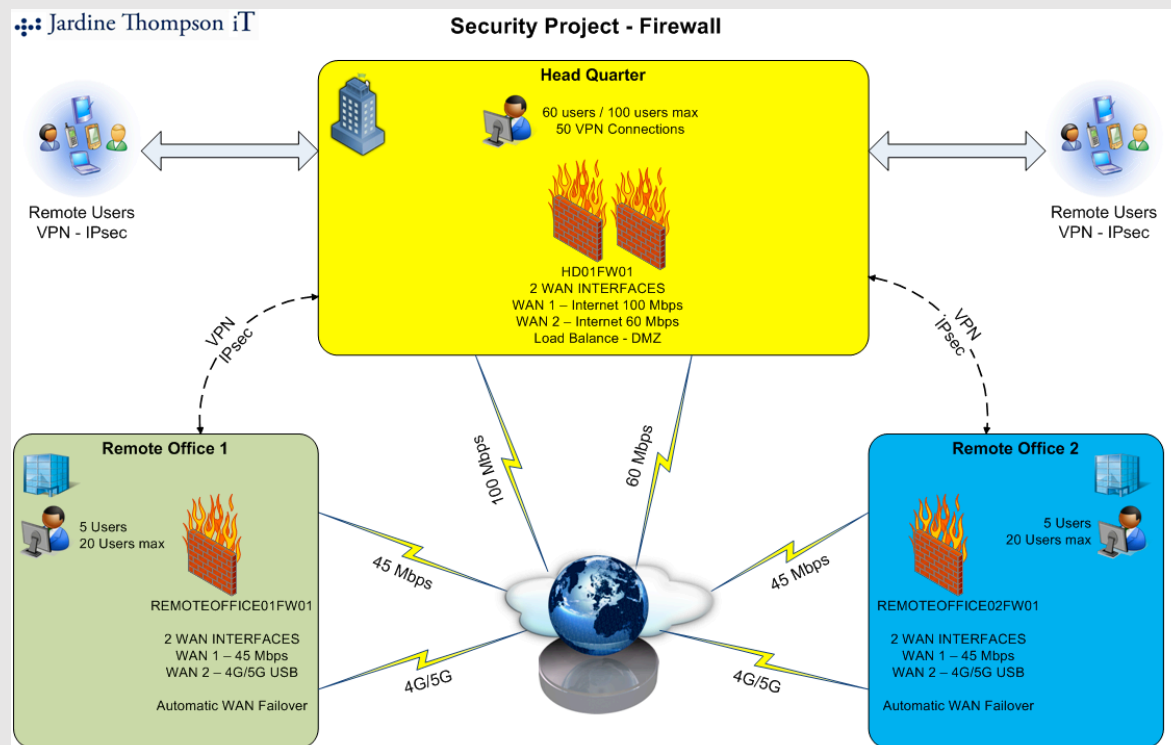 Jardine Thompson iT
Security Project - Firewall
Head Quarter
60 users / 100 users max
50 VPN Connections
Remote Users
VPN - IPsec
Remote Users
VPN - IPsec
HD01FW01
2 WAN INTERFACES
WAN 1 – Internet 100 Mbps
WAN 2 – Internet 60 Mbps
Load Balance - DMZ
VPN
IPsec
VPN
IPsec
100 Mbps
60 Mbps
Remote Office 1
5 Users
20 Users max
REMOTEOFFICE01FW01
2 WAN INTERFACES
WAN 1 – 45 Mbps
WAN 2 – 4G/5G USB
Automatic WAN Failover
45 Mbps
4G/5G
45 Mbps
4G/5G
Remote Office 2
5 Users
20 Users max
REMOTEOFFICE02FW01
2 WAN INTERFACES
WAN 1 – 45 Mbps
WAN 2 – 4G/5G USB
Automatic WAN Failover